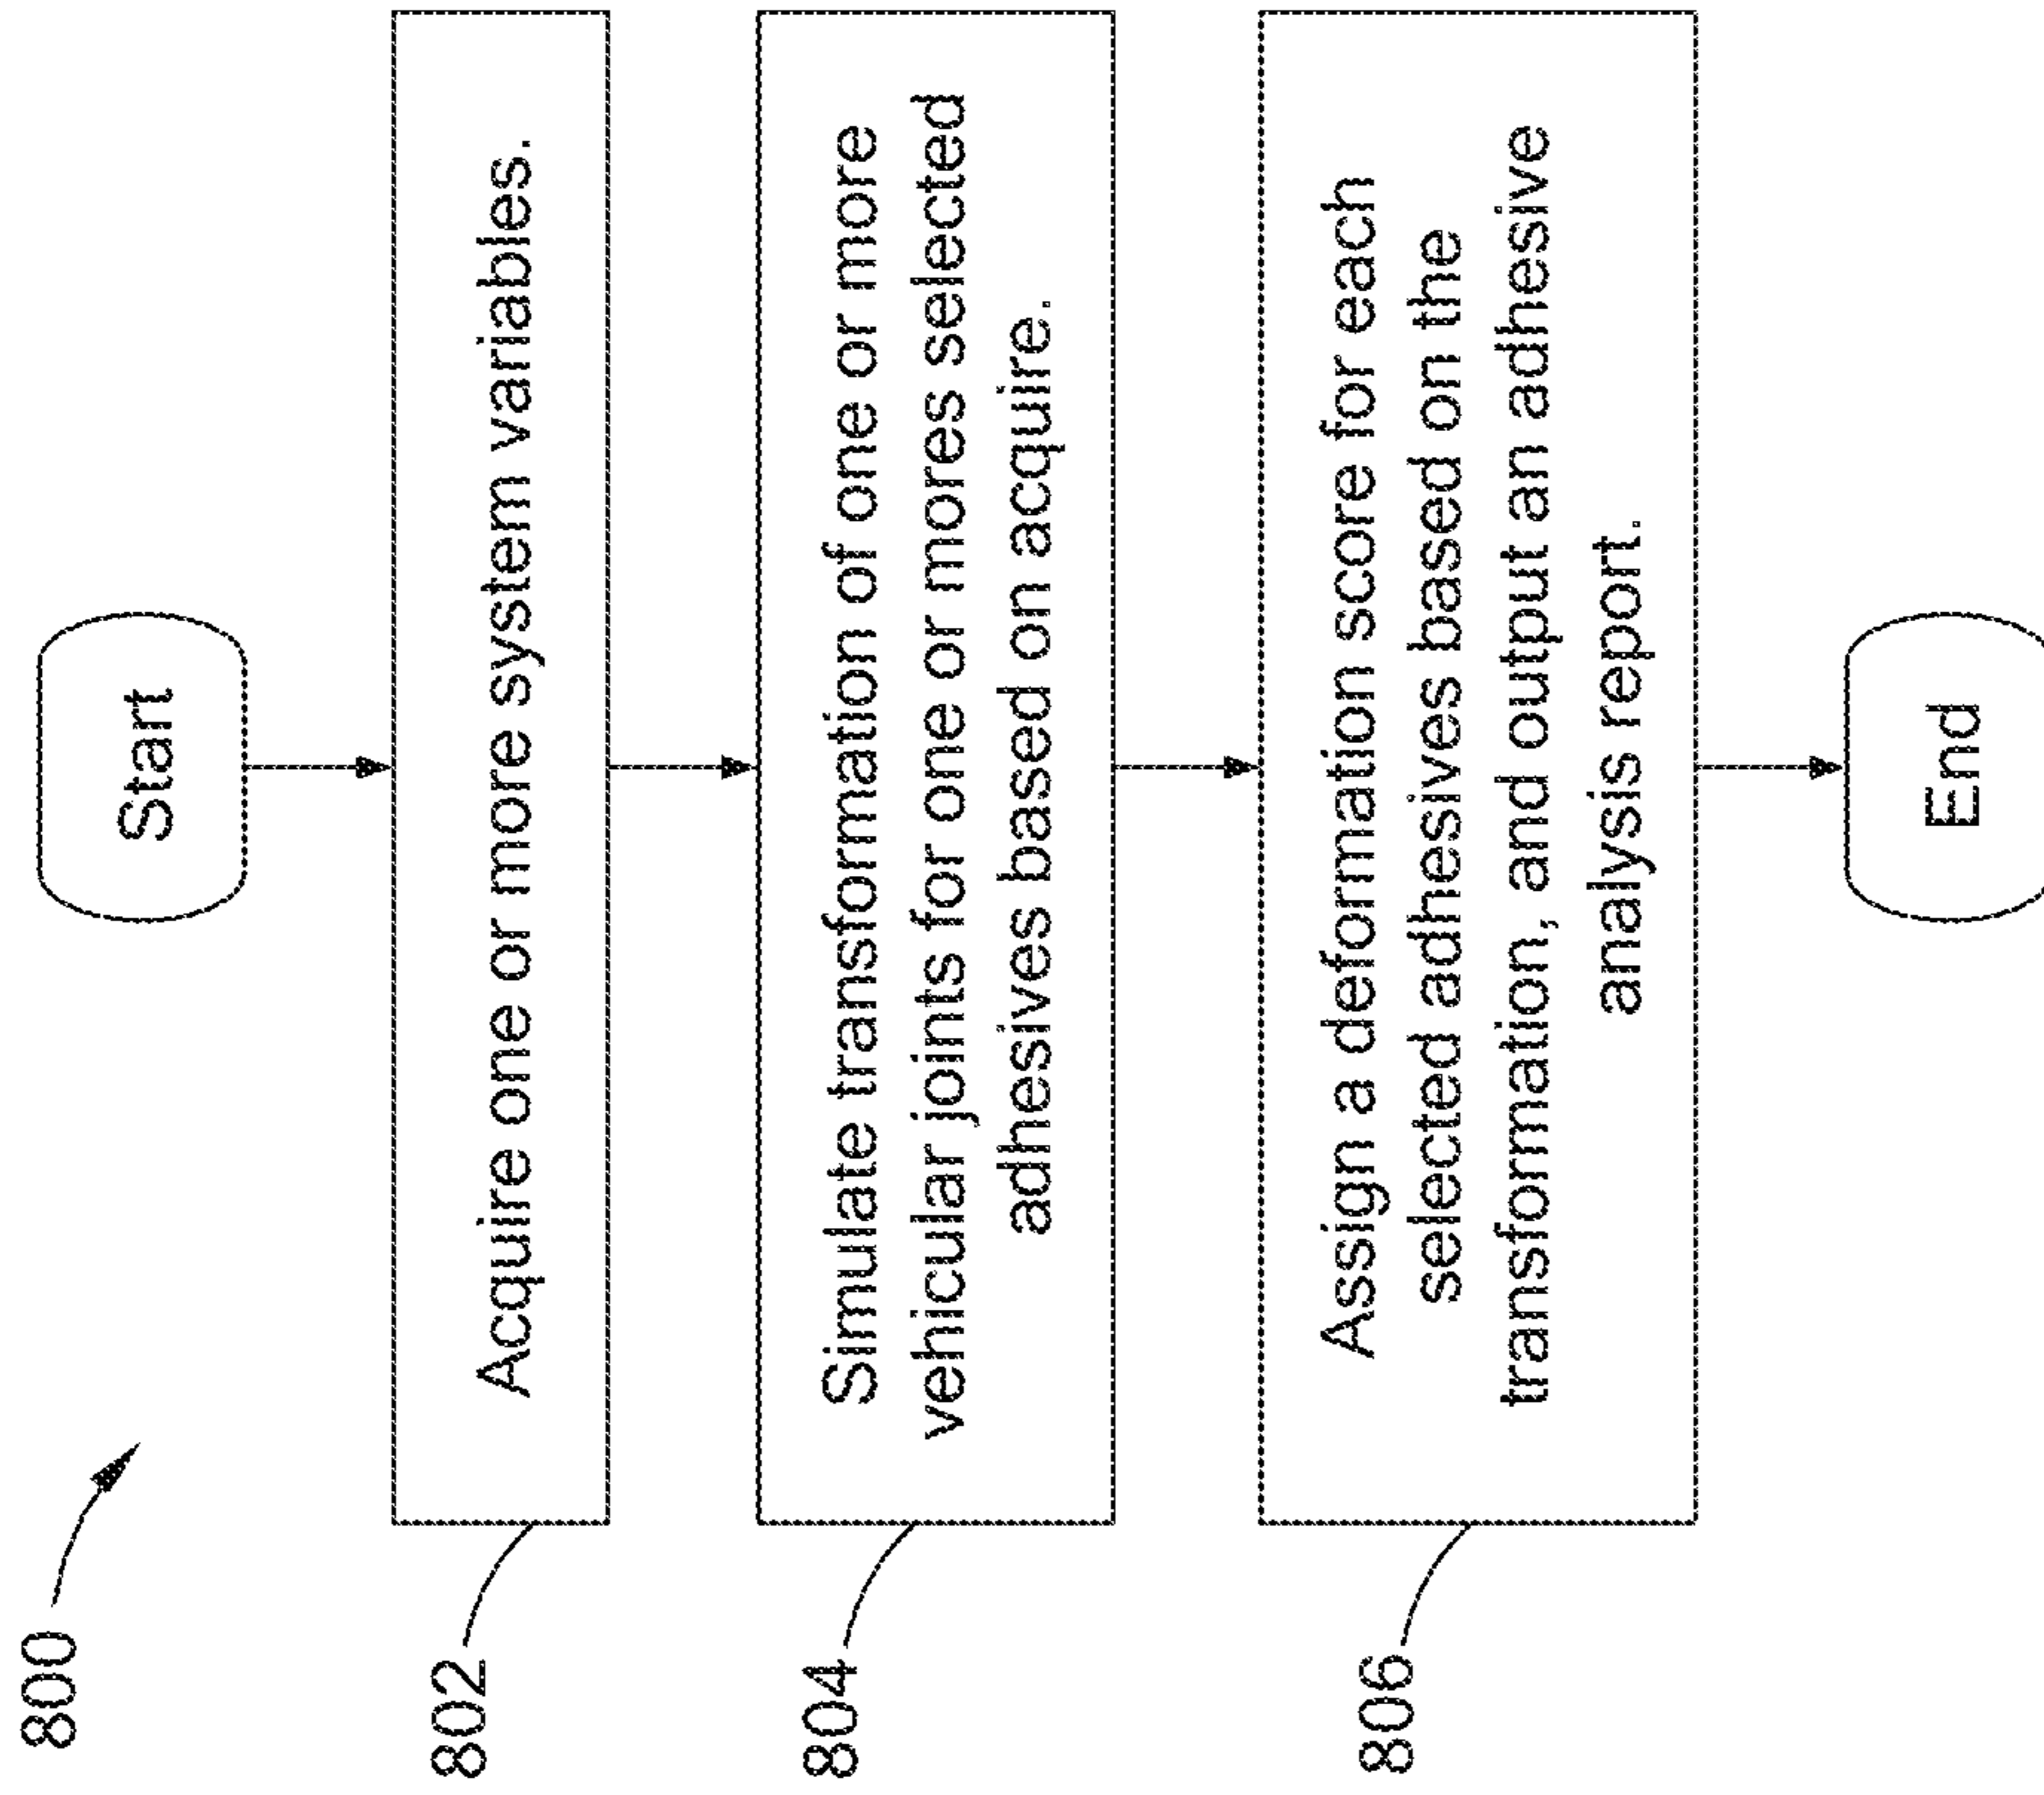 800
Start
802
Acquire one or more system variables.
804
Simulate transformation of one or more
vehicular joints for one or mores selected
adhesives based on acquire.
806
Assign a deformation score for each
selected adhesives based on the
transformation, and output an adhesive
analysis report.
End